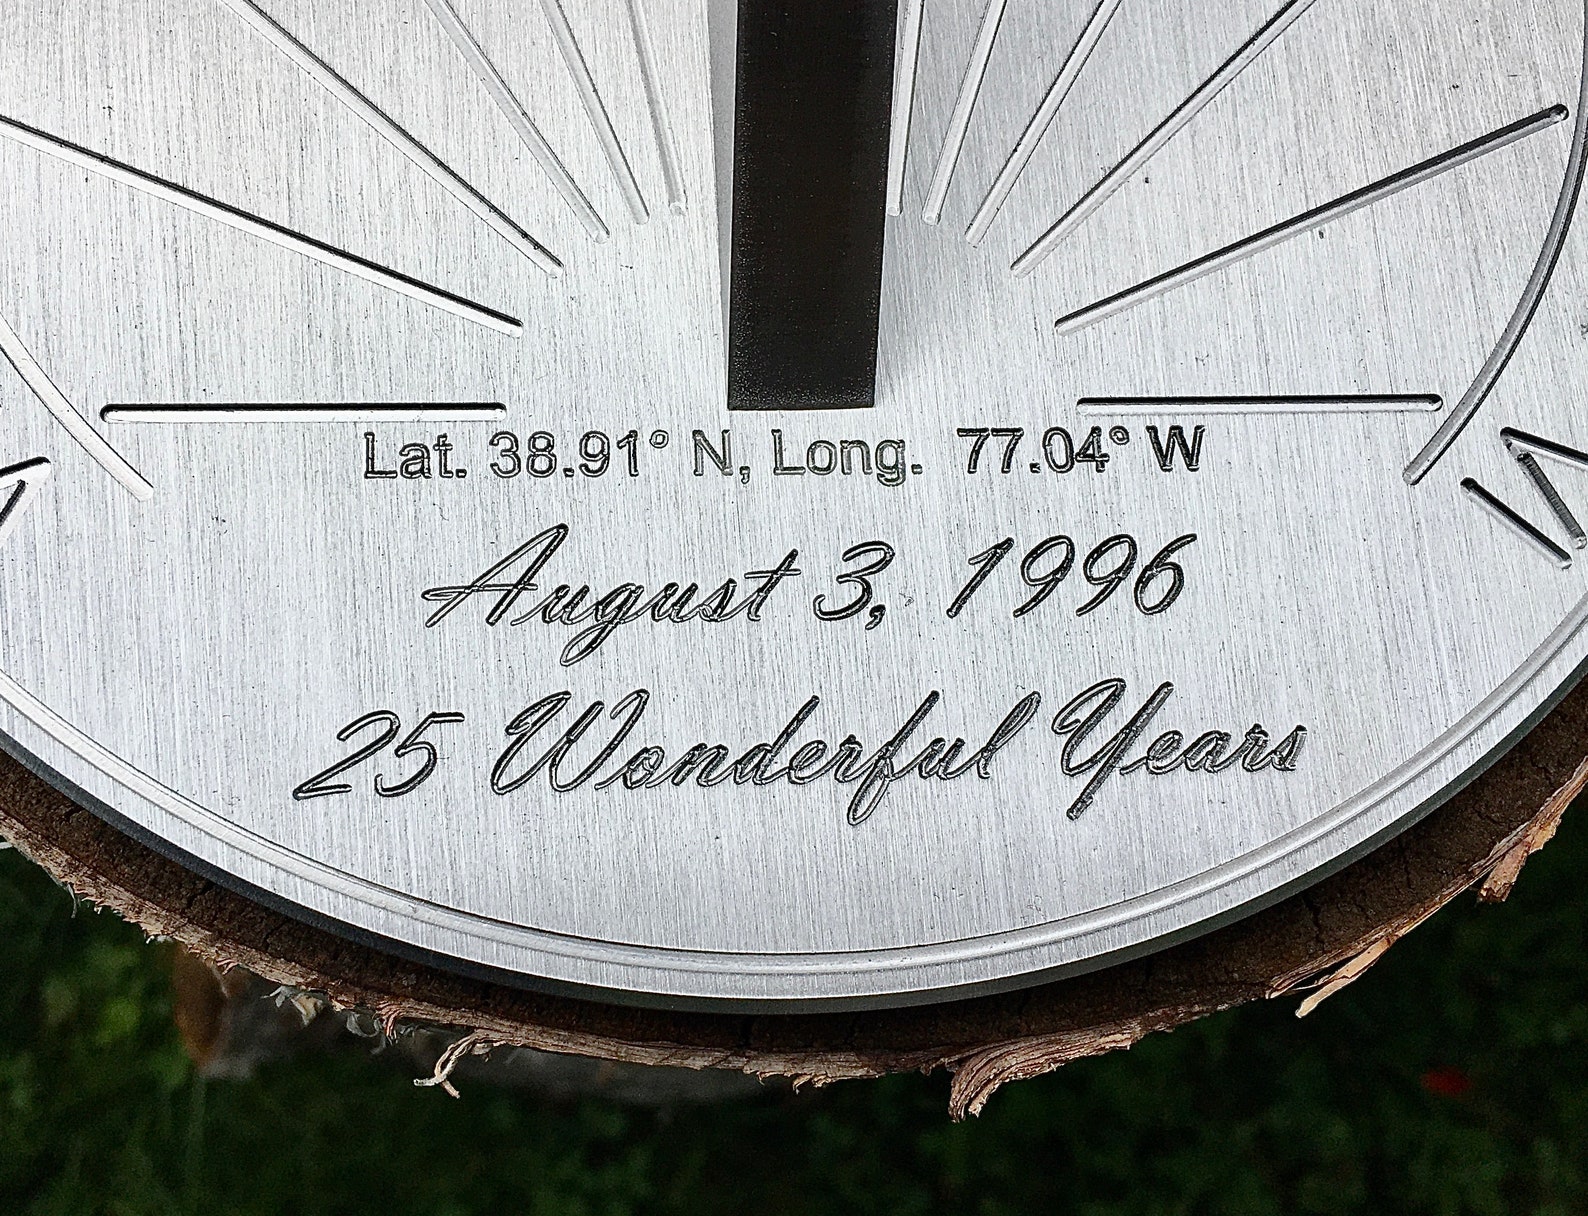 Lat. 38.91° N, Long. 77.04° W
August 3, 1996
25 Wonderful Years